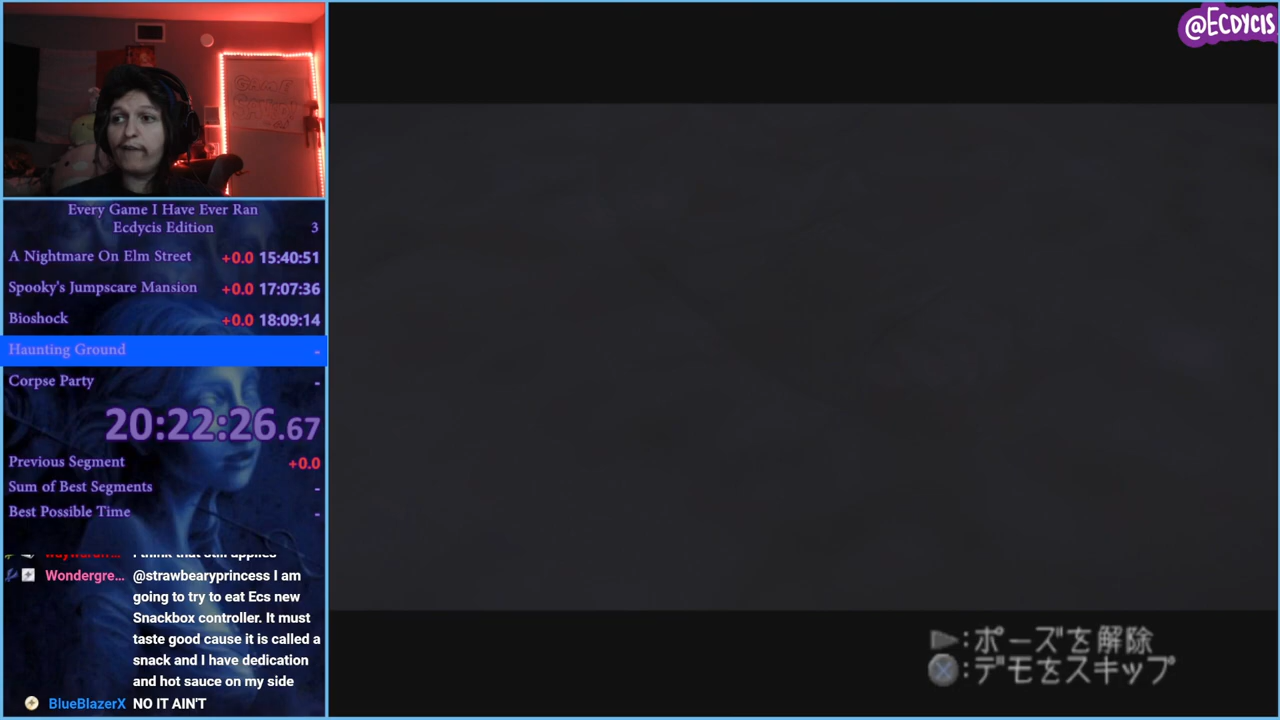 @ECDYCIS
GAME
Every Game I Have Ever Ran
Ecdycis Edition 3
A Nightmare On Elm Street +0.0 15:40:51
Spooky's Jumpscare Mansion +0.0 17:07:36
Bioshock +0.0 18:09:14
Haunting Ground -
Corpse Party -
20:22:26.67
Previous Segment +0.0
Sum of Best Segments -
Best Possible Time -
I think that still applies
Wondergre... @strawbearyprincess I am
going to try to eat Ecs new
Snackbox controller. It must
taste good cause it is called a
snack and I have dedication
and hot sauce on my side
BlueBlazerX NO IT AIN'T
:ポーズを解除
:デモをスキップ